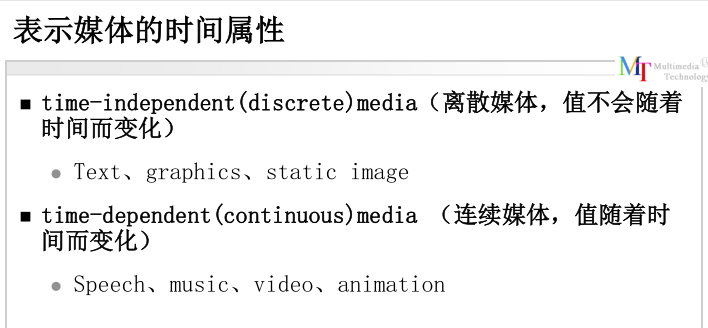 表示媒体的时间属性
MT Multimedia
Technology
■ time-independent(discrete)media（离散媒体，值不会随着
时间而变化）
● Text、graphics、static image
■ time-dependent(continuous)media （连续媒体，值随着时
间而变化）
● Speech、music、video、animation